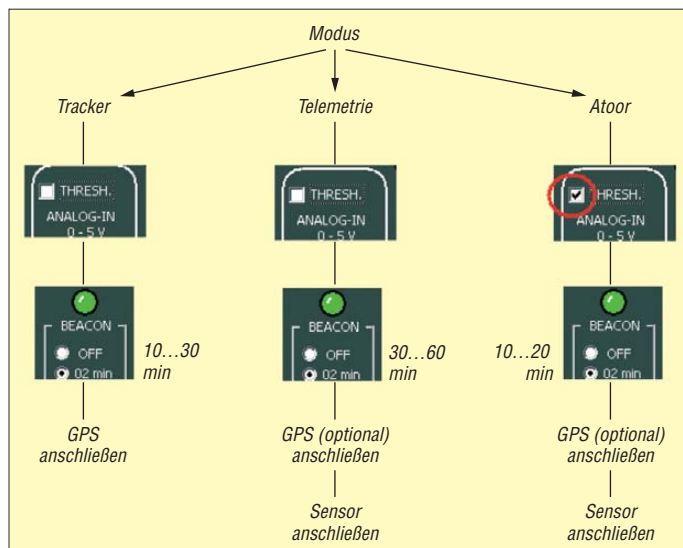 Modus
Tracker
Telemetrie
Atoor
THRESH.
ANALOG-IN
0 - 5 V
THRESH.
ANALOG-IN
0 - 5 V
THRESH.
ANALOG-IN
0 - 5 V
BEACON
OFF
02 min
10...30
min
BEACON
OFF
02 min
30...60
min
10...20
min
BEACON
OFF
02 min
GPS
anschließen
GPS (optional)
anschließen
GPS (optional)
anschließen
Sensor
anschließen
Sensor
anschließen